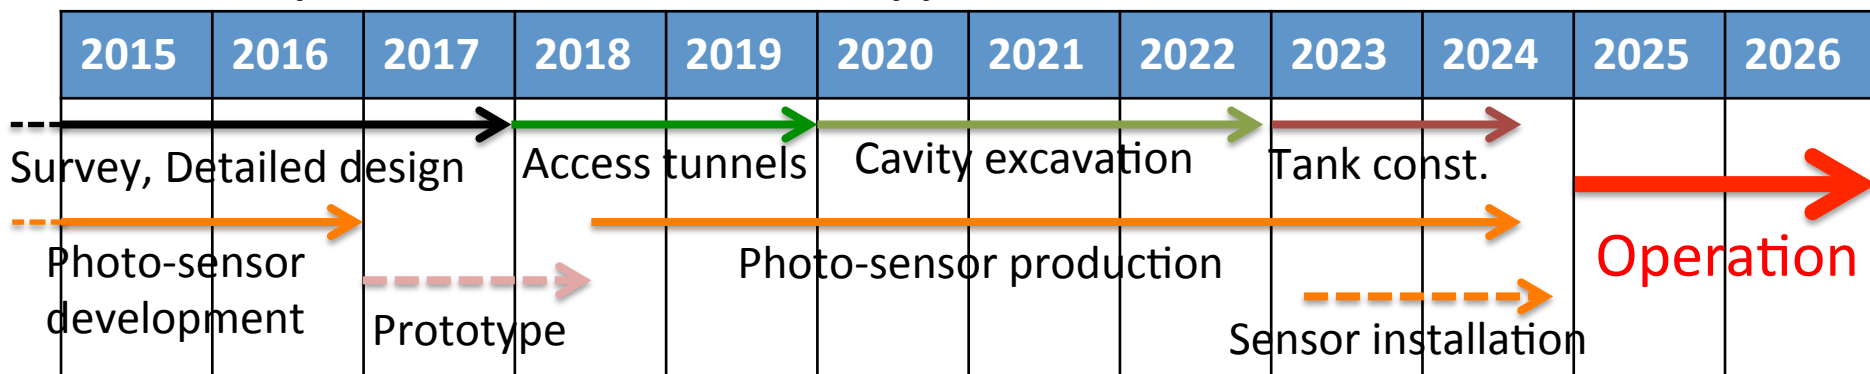 2015 2016 2017 2018 2019 2020 2021 2022 2023 2024 2025 2026
Survey, Detailed design
Access tunnels
Cavity excavation
Tank const.
Photo-sensor
development
Prototype
Photo-sensor production
Sensor installation
Operation